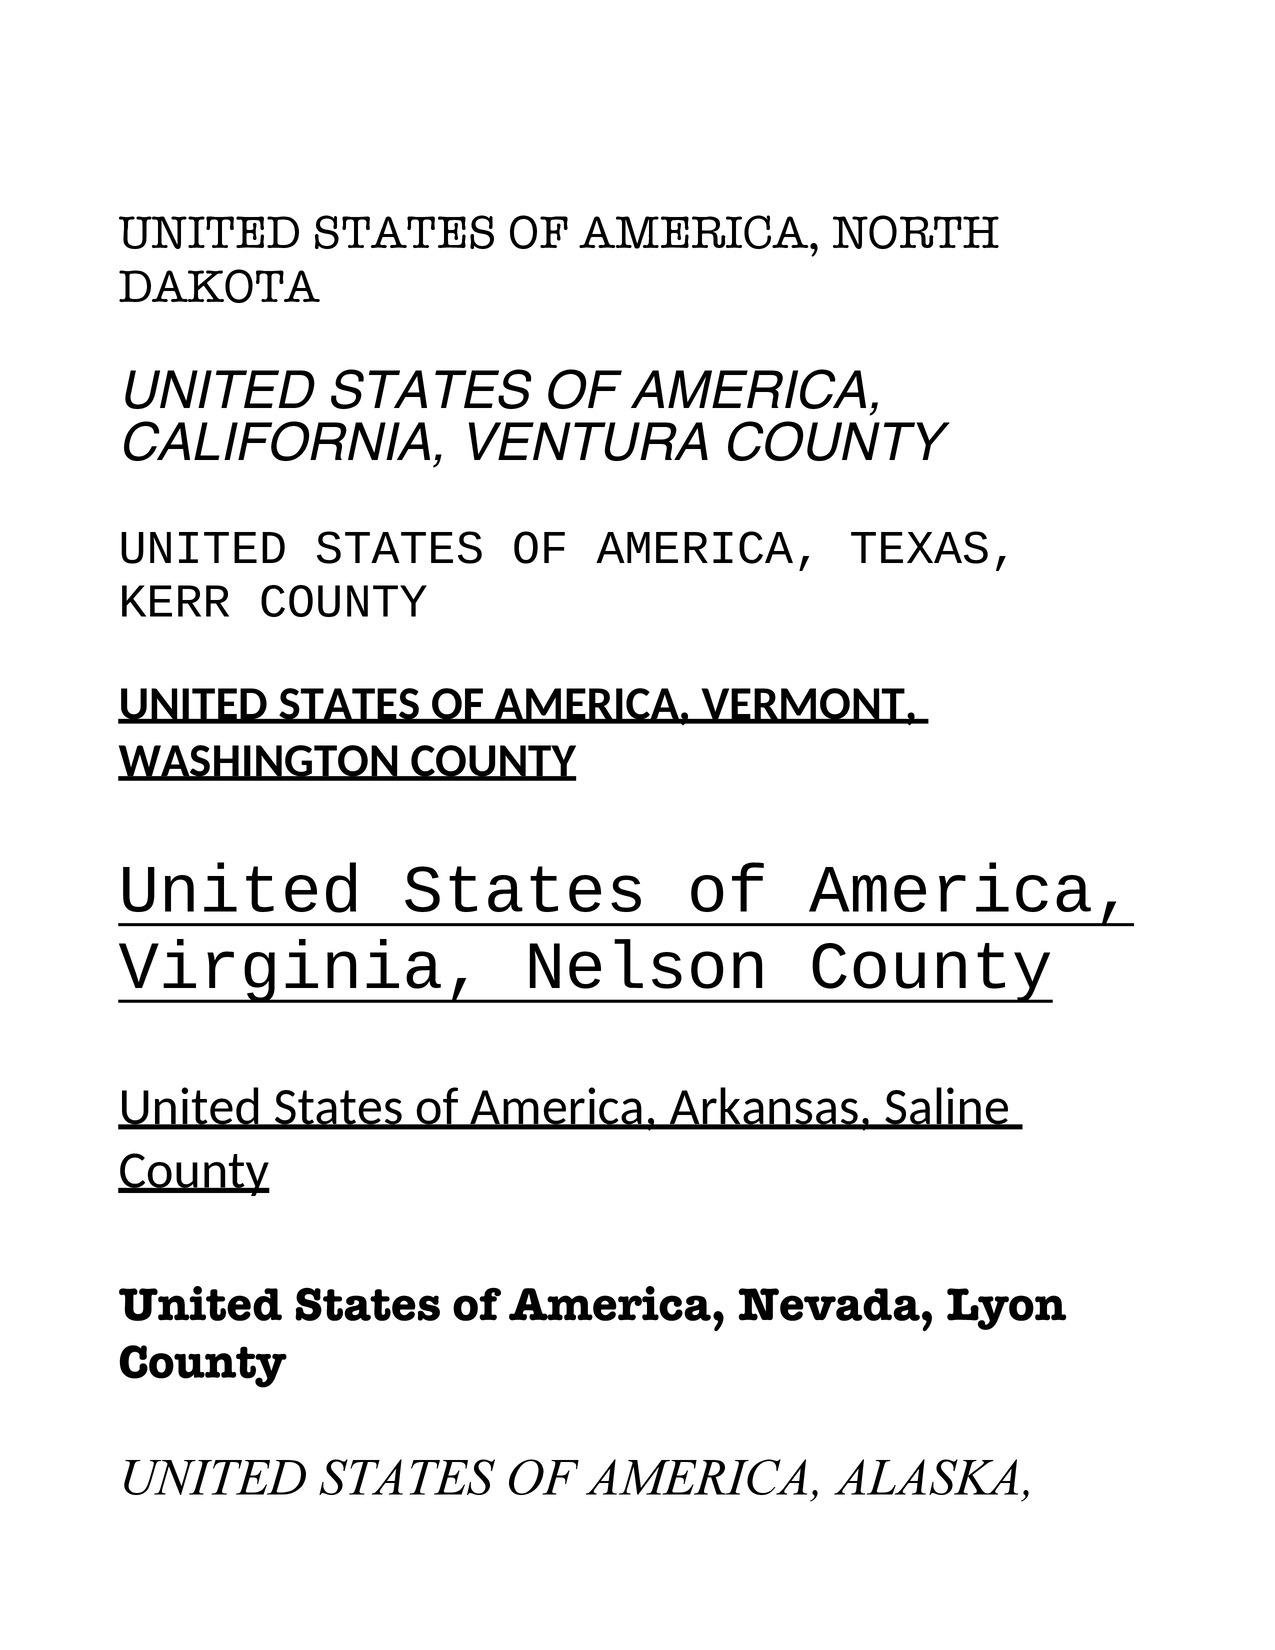 UNITED STATES OF AMERICA, NORTH
DAKOTA
UNITED STATES OF AMERICA,
CALIFORNIA, VENTURA COUNTY
UNITED STATES OF AMERICA, TEXAS,
KERR COUNTY
UNITED STATES OF AMERICA, VERMONT,
WASHINGTON COUNTY
United States of America,
Virginia, Nelson County
United States of America, Arkansas, Saline
County
United States of America, Nevada, Lyon
County
UNITED STATES OF AMERICA, ALASKA,